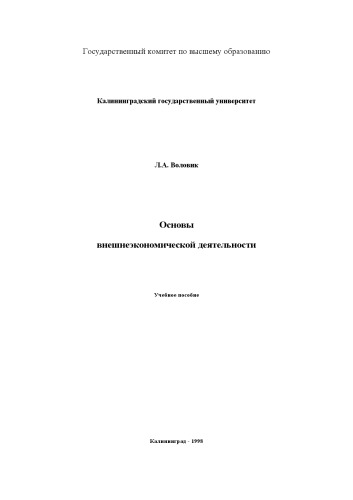 Государственный комитет по высшему образованию
Калининградский государственный университет
Л.А. Воловик
Основы
внешнеэкономической деятельности
Учебное пособие
Калининград - 1998